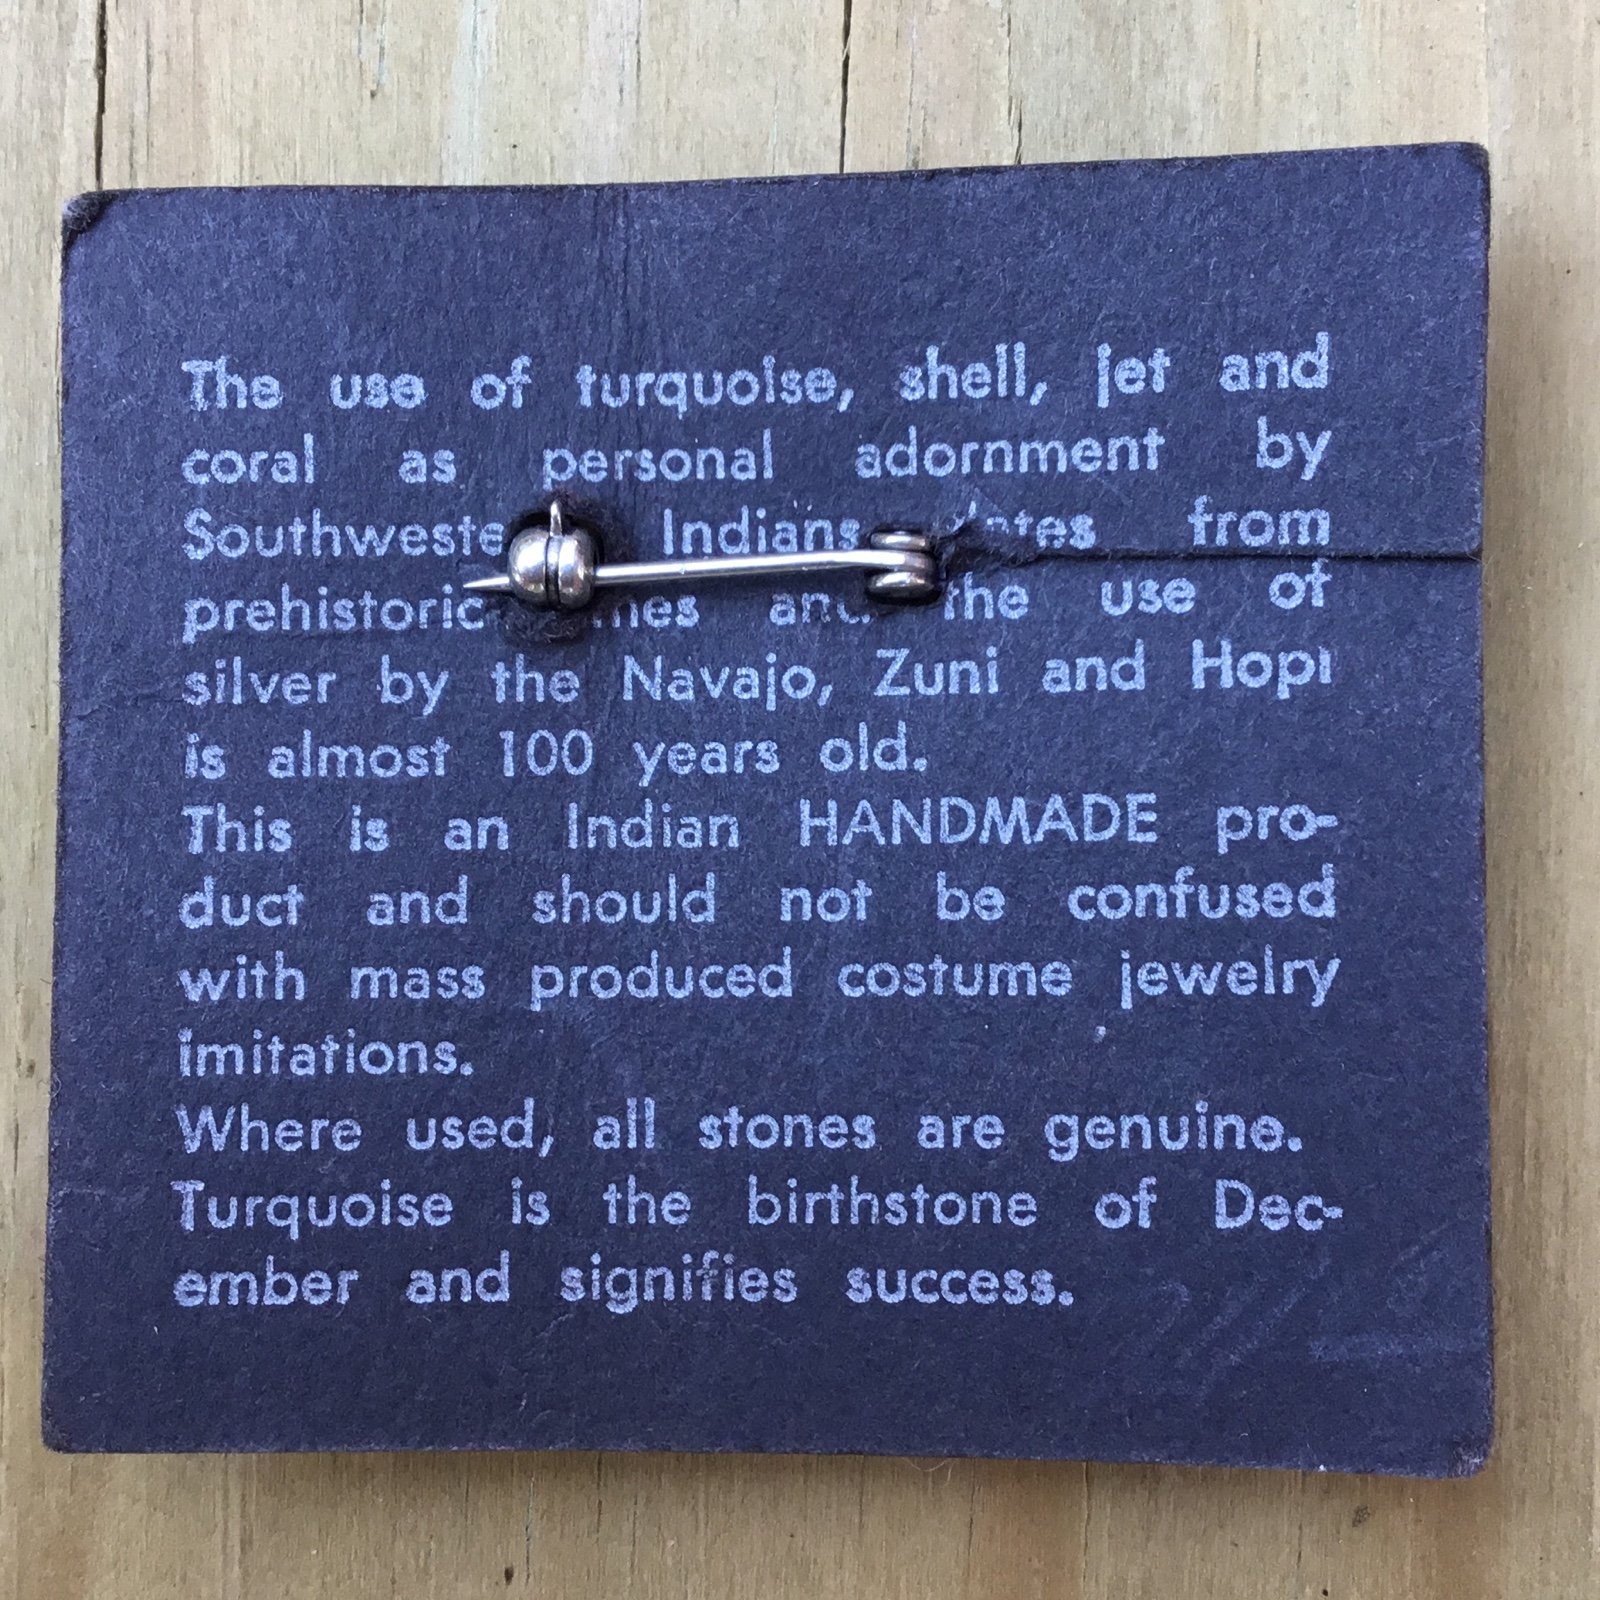 The use of turquoise, shell, jet and
coral as personal adornment by
Indians dates from
prehistoric and the use of
silver by the Navajo, Zuni and Hopi
is almost 100 years old.
This is an Indian HANDMADE pro-
duct and should not be confused
with mass produced costume jewelry
imitations.
Where used, all stones are genuine.
Turquoise is the birthstone of Dec-
ember and signifies success.